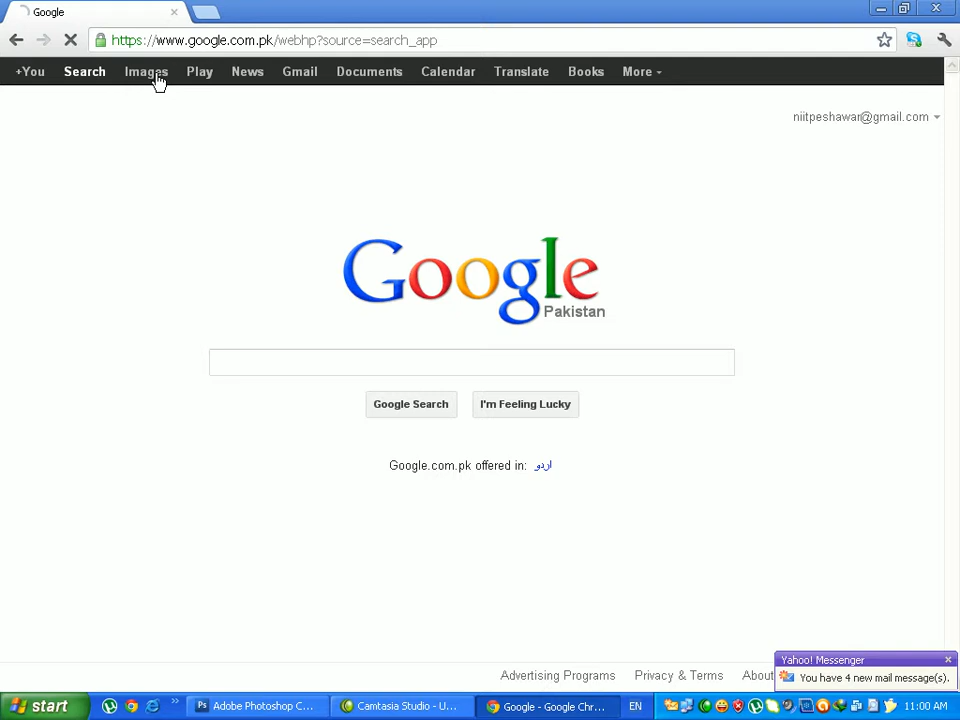 Google
https://www.google.com.pk/webhp?source=search_app
+You Search Images Play News Gmail Documents Calendar Translate Books More
niitpeshawar@gmail.com
Google
Pakistan
Google Search I'm Feeling Lucky
Google.com.pk offered in: اردو
Advertising Programs Privacy & Terms About
Yahoo! Messenger
You have 4 new mail message(s).
start Ps Adobe Photoshop C... Camtasia Studio - U... Google - Google Chr... EN 11:00 AM